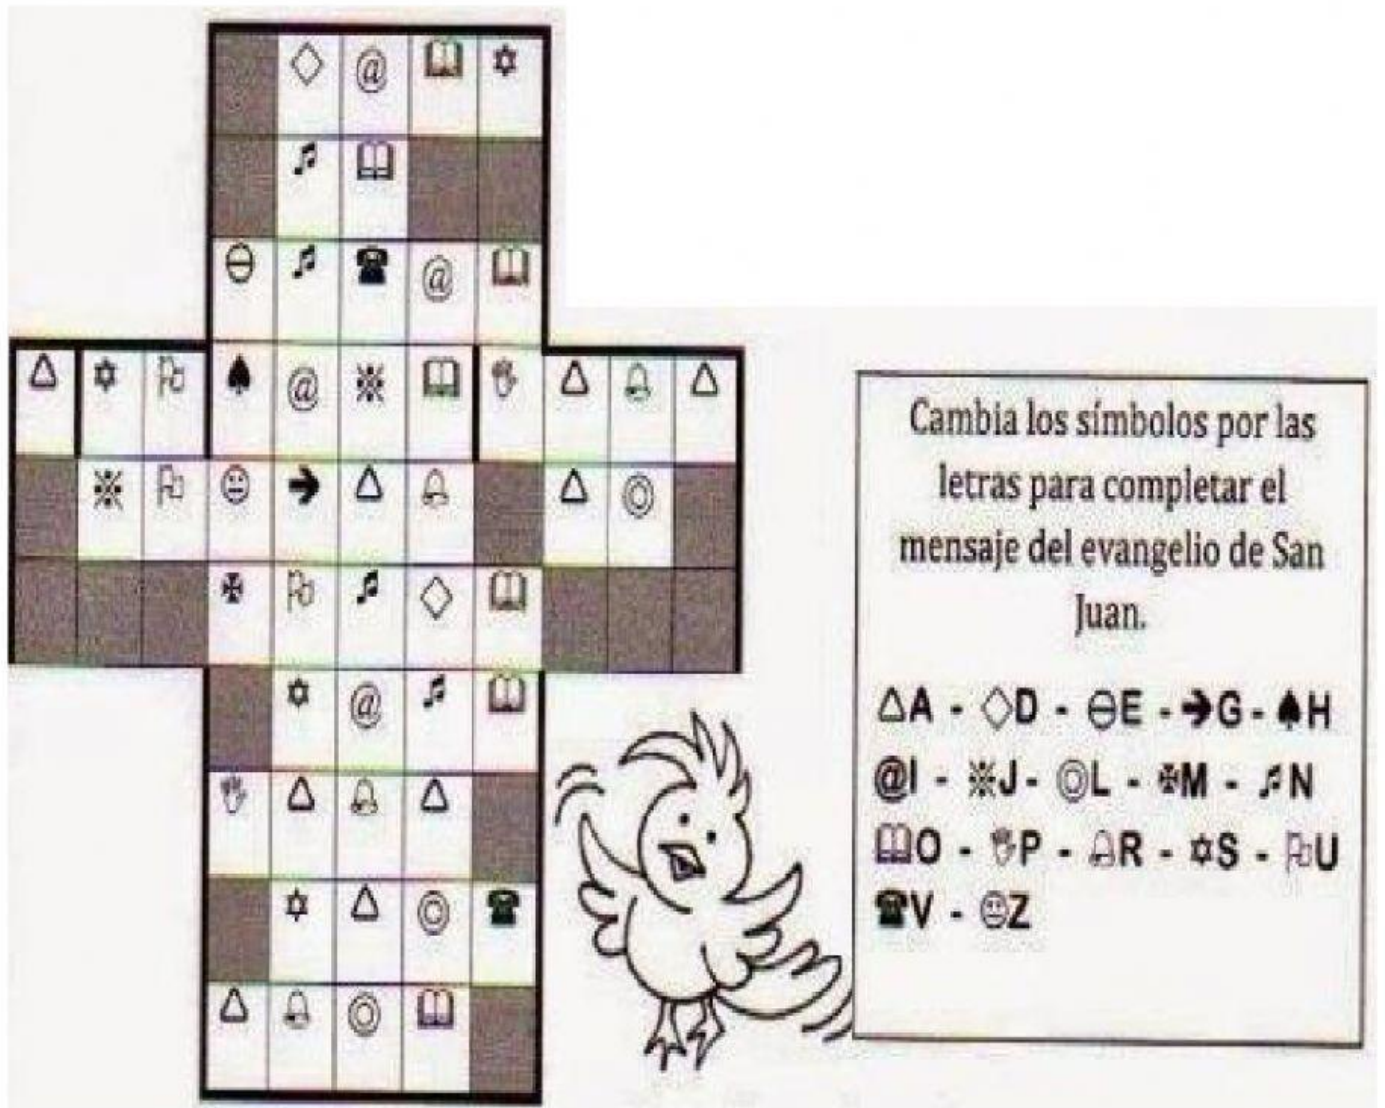 Cambia los símbolos por las
letras para completar el
mensaje del evangelio de San
Juan.
△A - ◇D - ⊖E - ➔G - ♠H
@I - ※J - ◎L - ✠M - ♫N
🕮O - 🖑P - 🕭R - ✡S - 🏳U
☎V - 😐Z